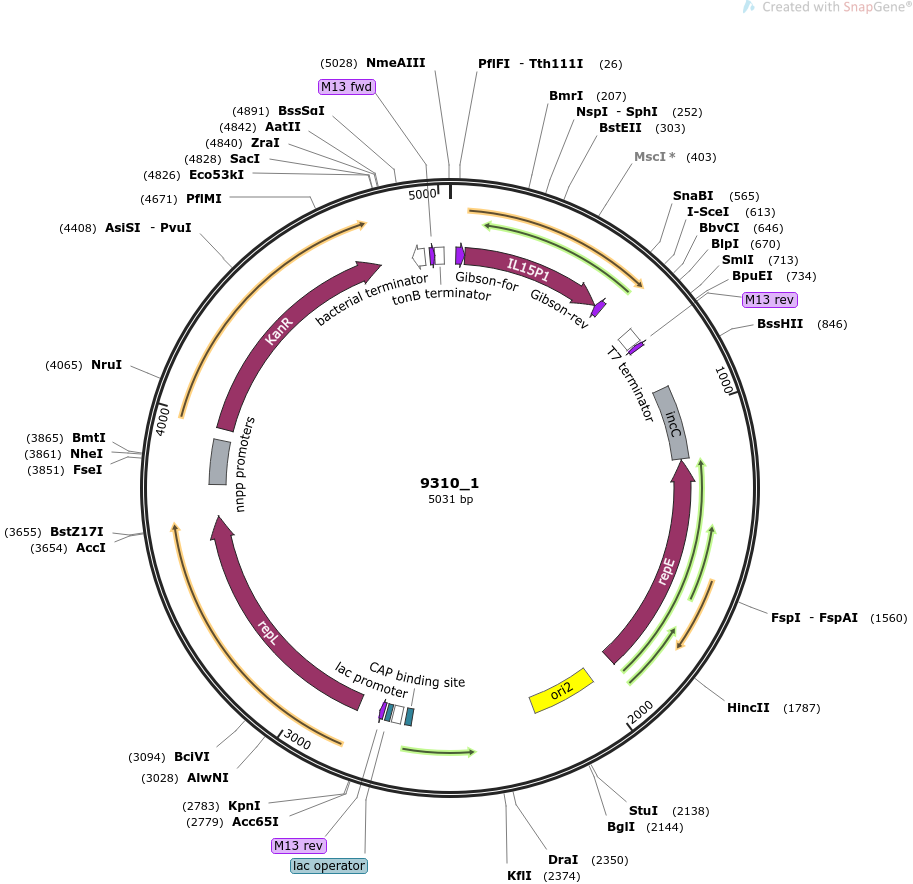 Created with SnapGene®
(5028) NmeAIII
PflFI - Tth111I (26)
M13 fwd
BmrI (207)
(4891) BssSαI
NspI - SphI (252)
(4842) AatII
BstEII (303)
(4840) ZraI
(4828) SacI
MscI * (403)
(4826) Eco53kI
(4671) PflMI
SnaBI (565)
I-SceI (613)
(4408) AsiSI - PvuI
BbvCI (646)
BlpI (670)
SmlI (713)
BpuEI (734)
M13 rev
BssHII (846)
5000
IL15P1
Gibson-for
Gibson-rev
bacterial terminator
tonB terminator
KanR
T7 terminator
(4065) NruI
1000
4000
incC
(3865) BmtI
(3861) NheI
(3851) FseI
nnpp promoters
9310_1
5031 bp
(3655) BstZ17I
(3654) AccI
repE
FspI - FspAI (1560)
repL
lac promoter
CAP binding site
ori2
HincII (1787)
2000
3000
(3094) BciVI
(3028) AlwNI
(2783) KpnI
(2779) Acc65I
StuI (2138)
BglI (2144)
M13 rev
lac operator
DraI (2350)
KflI (2374)